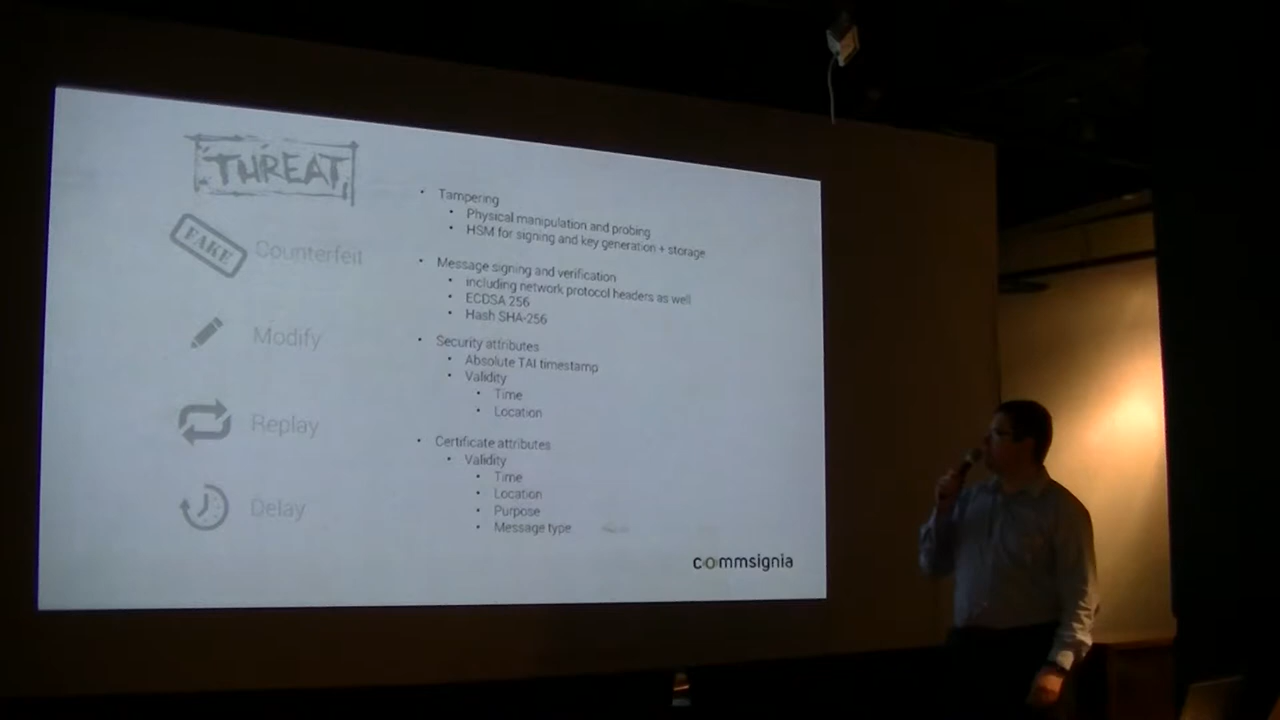 THREAT
FAKE
Counterfeit
Modify
Replay
Delay
• Tampering
• Physical manipulation and probing
• HSM for signing and key generation + storage
• Message signing and verification
• including network protocol headers as well
• ECDSA 256
• Hash SHA-256
• Security attributes
• Absolute TAI timestamp
• Validity
• Time
• Location
• Certificate attributes
• Validity
• Time
• Location
• Purpose
• Message type
commsignia